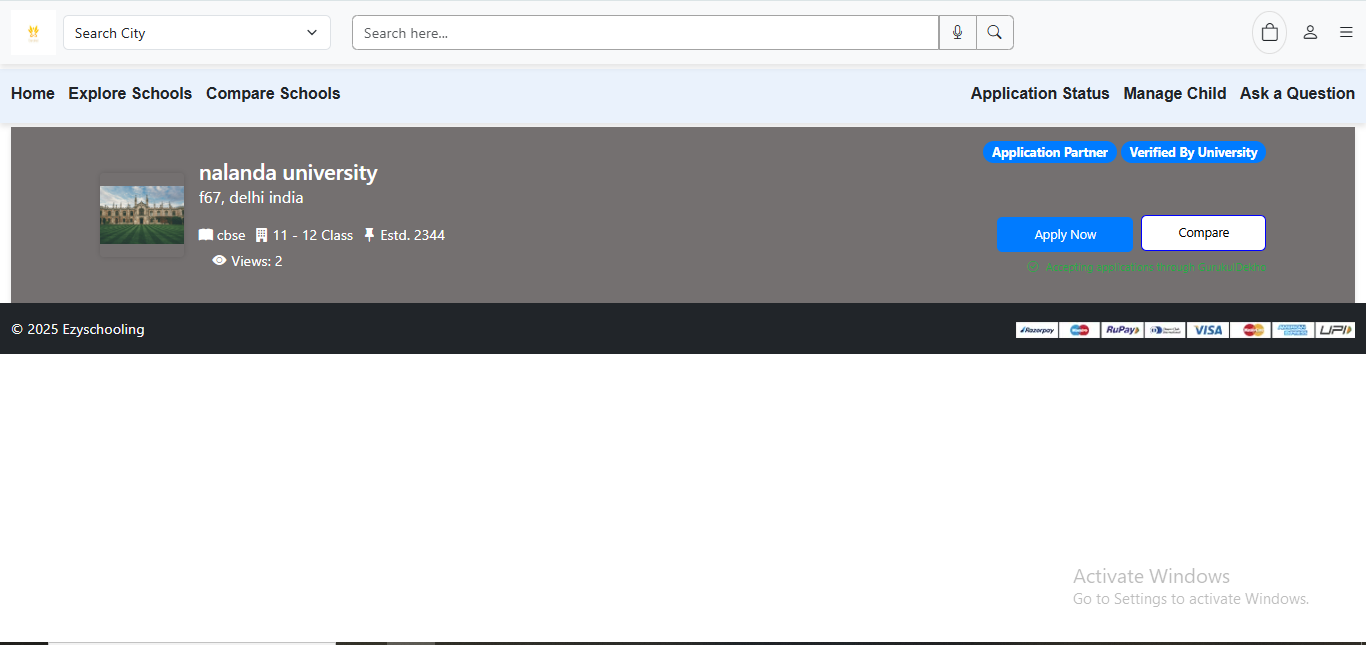 Search City
Search here...
Home Explore Schools Compare Schools
Application Status Manage Child Ask a Question
Application Partner Verified By University
nalanda university
f67, delhi india
cbse 11 - 12 Class Estd. 2344
Views: 2
Apply Now Compare
Accepting applications through GurukulDekho
© 2025 Ezyschooling
Razorpay RuPay VISA UPI
Activate Windows
Go to Settings to activate Windows.